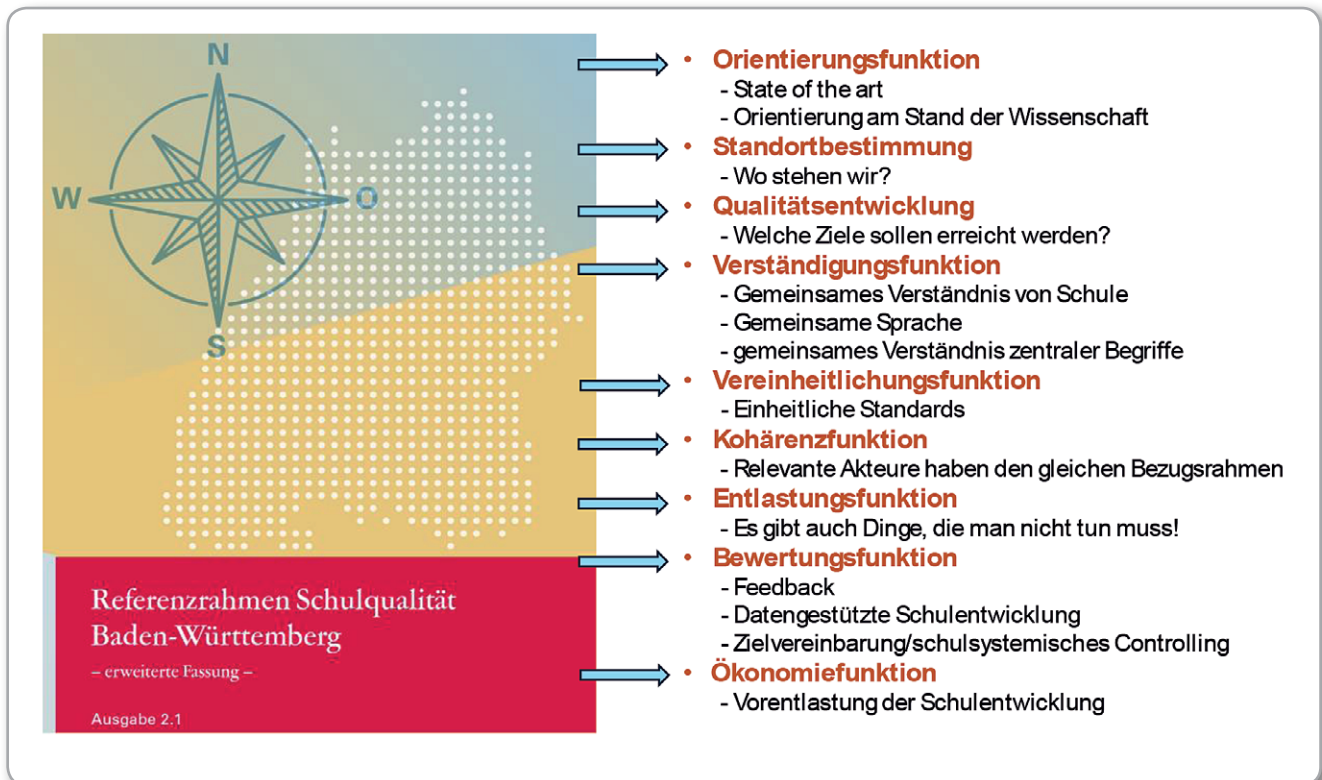 N
W
O
S
Referenzrahmen Schulqualität
Baden-Württemberg
– erweiterte Fassung –
Ausgabe 2.1
• Orientierungsfunktion
- State of the art
- Orientierung am Stand der Wissenschaft
• Standortbestimmung
- Wo stehen wir?
• Qualitätsentwicklung
- Welche Ziele sollen erreicht werden?
• Verständigungsfunktion
- Gemeinsames Verständnis von Schule
- Gemeinsame Sprache
- gemeinsames Verständnis zentraler Begriffe
• Vereinheitlichungsfunktion
- Einheitliche Standards
• Kohärenzfunktion
- Relevante Akteure haben den gleichen Bezugsrahmen
• Entlastungsfunktion
- Es gibt auch Dinge, die man nicht tun muss!
• Bewertungsfunktion
- Feedback
- Datengestützte Schulentwicklung
- Zielvereinbarung/schulsystemisches Controlling
• Ökonomiefunktion
- Vorentlastung der Schulentwicklung